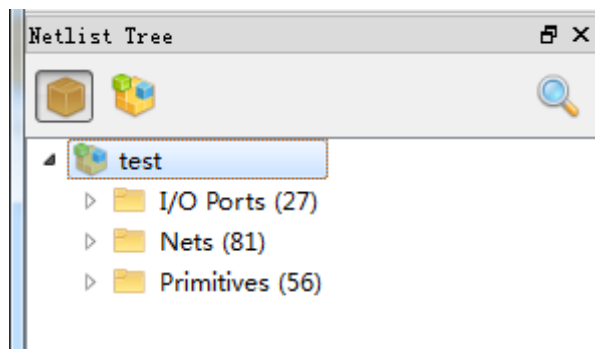 Netlist Tree
test
I/O Ports (27)
Nets (81)
Primitives (56)